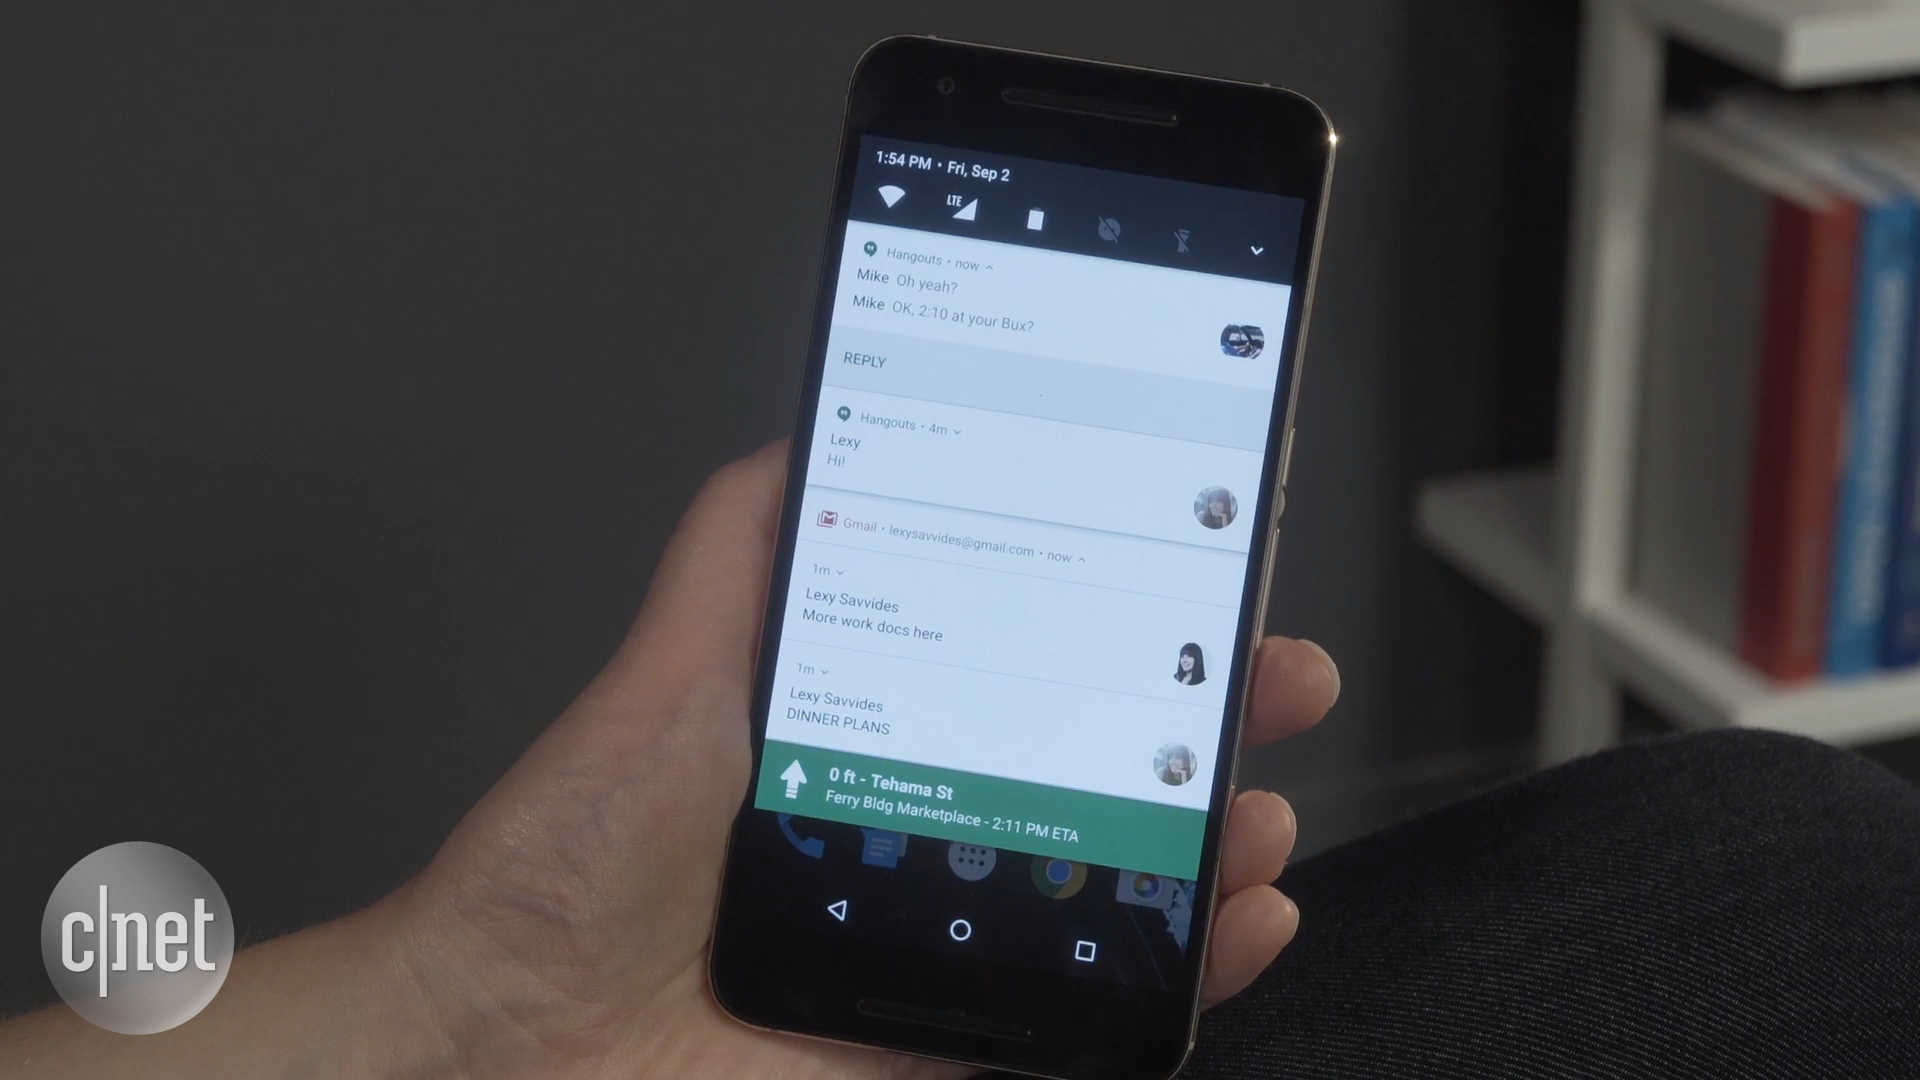 1:54 PM • Fri, Sep 2
LTE
Hangouts • now
Mike Oh yeah?
Mike OK, 2:10 at your Bux?
REPLY
Hangouts • 4m
Lexy
Hi!
Gmail • lexysavvides@gmail.com • now
1m
Lexy Savvides
More work docs here
1m
Lexy Savvides
DINNER PLANS
0 ft - Tehama St
Ferry Bldg Marketplace - 2:11 PM ETA
c|net